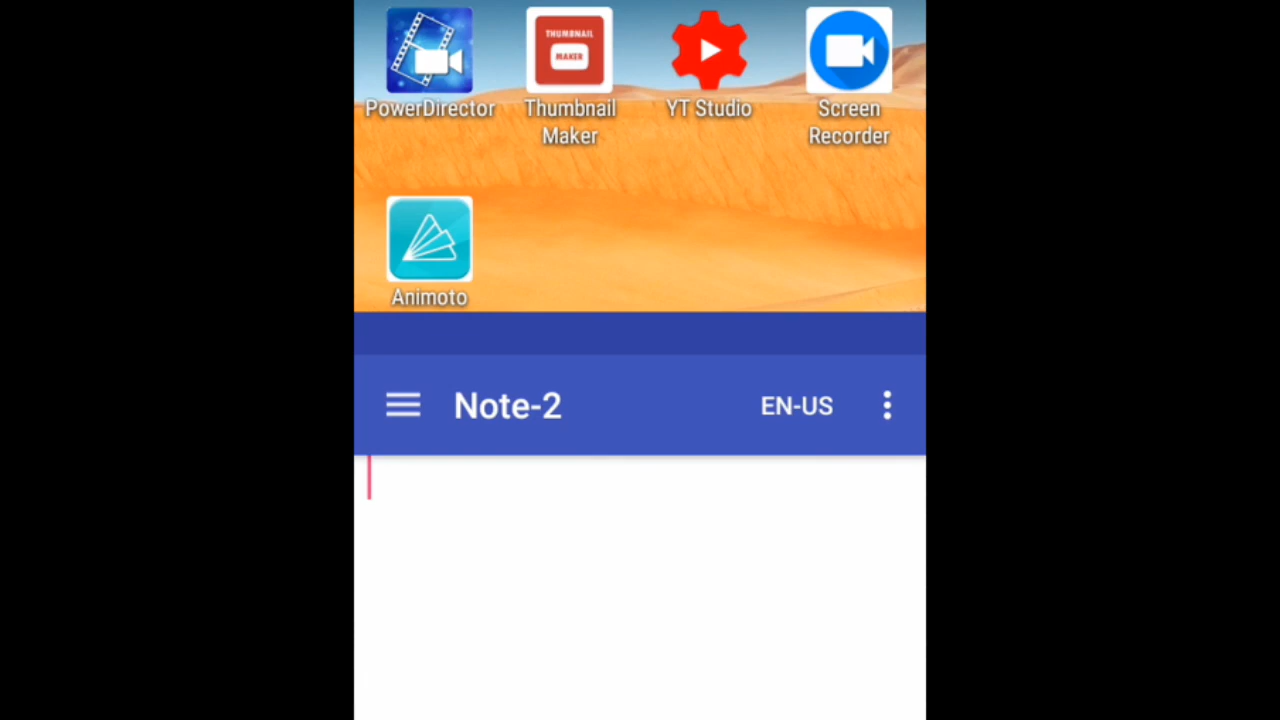 THUMBNAIL
MAKER
PowerDirector
Thumbnail
Maker
YT Studio
Screen
Recorder
Animoto
Note-2
EN-US